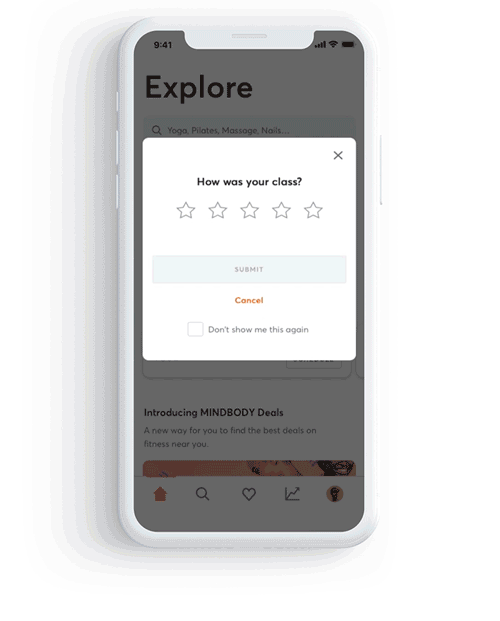 9:41
Explore
Yoga, Pilates, Massage, Nails...
How was your class?
SUBMIT
Cancel
Don't show me this again
Introducing MINDBODY Deals
A new way for you to find the best deals on
fitness near you.